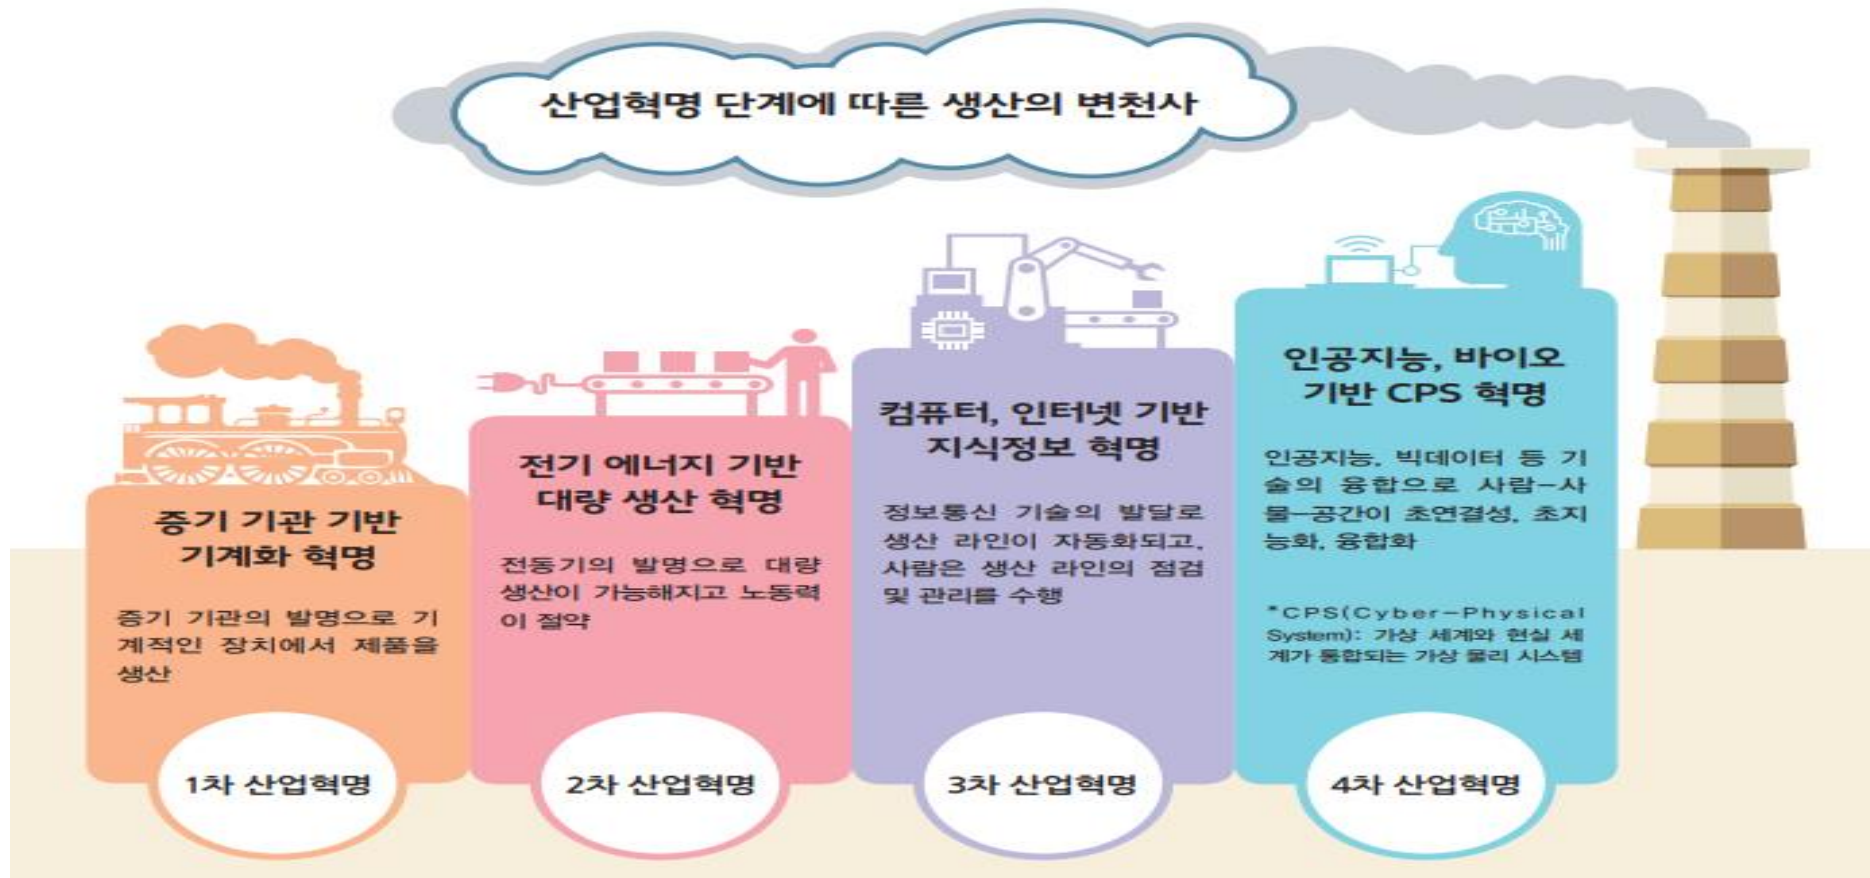 산업혁명 단계에 따른 생산의 변천사
증기 기관 기반
기계화 혁명
증기 기관의 발명으로 기
계적인 장치에서 제품을
생산
1차 산업혁명
전기 에너지 기반
대량 생산 혁명
전동기의 발명으로 대량
생산이 가능해지고 노동력
이 절약
2차 산업혁명
컴퓨터, 인터넷 기반
지식정보 혁명
정보통신 기술의 발달로
생산 라인이 자동화되고,
사람은 생산 라인의 점검
및 관리를 수행
3차 산업혁명
인공지능, 바이오
기반 CPS 혁명
인공지능, 빅데이터 등 기
술의 융합으로 사람-사
물-공간이 초연결성, 초지
능화, 융합화
*CPS(Cyber-Physical
System): 가상 세계와 현실 세
계가 통합되는 가상 물리 시스템
4차 산업혁명